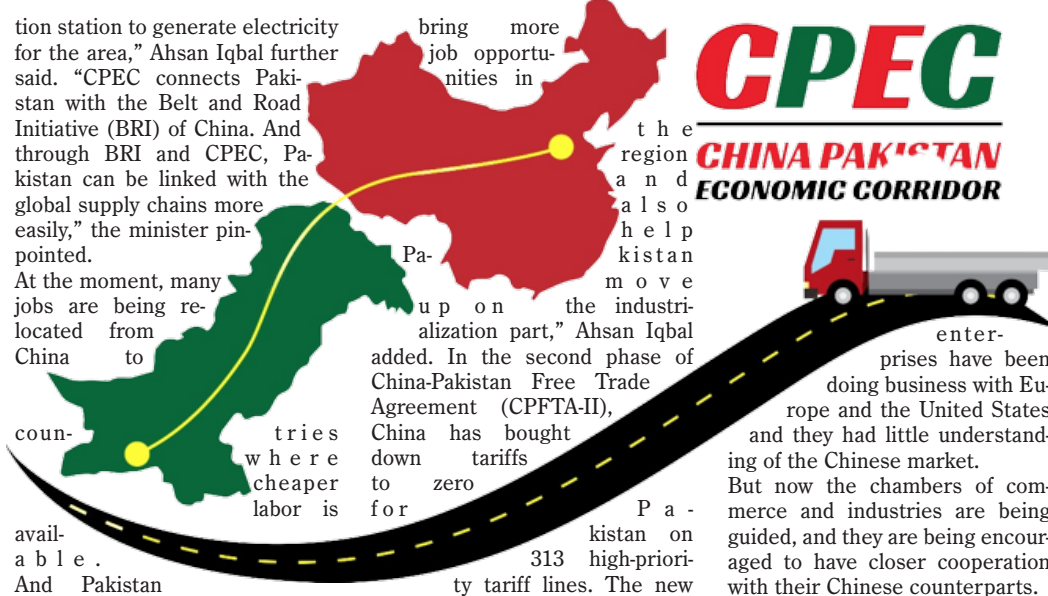 tion station to generate electricity
for the area,” Ahsan Iqbal further
said. “CPEC connects Paki-
stan with the Belt and Road
Initiative (BRI) of China. And
through BRI and CPEC, Pa-
kistan can be linked with the
global supply chains more
easily,” the minister pin-
pointed.
At the moment, many
jobs are being re-
located from
China to
coun- tries
where
cheaper
labor is
avail-
able.
And Pakistan
bring more
job opportu-
nities in
the
region
and
also
help
Pa- kistan
move
up on the industri-
alization part,” Ahsan Iqbal
added. In the second phase of
China-Pakistan Free Trade
Agreement (CPFTA-II),
China has bought
down tariffs
to zero
for Pa-
kistan on
313 high-priori-
ty tariff lines. The new
CPEC
CHINA PAKISTAN
ECONOMIC CORRIDOR
enter-
prises have been
doing business with Eu-
rope and the United States
and they had little understand-
ing of the Chinese market.
But now the chambers of com-
merce and industries are being
guided, and they are being encour-
aged to have closer cooperation
with their Chinese counterparts.